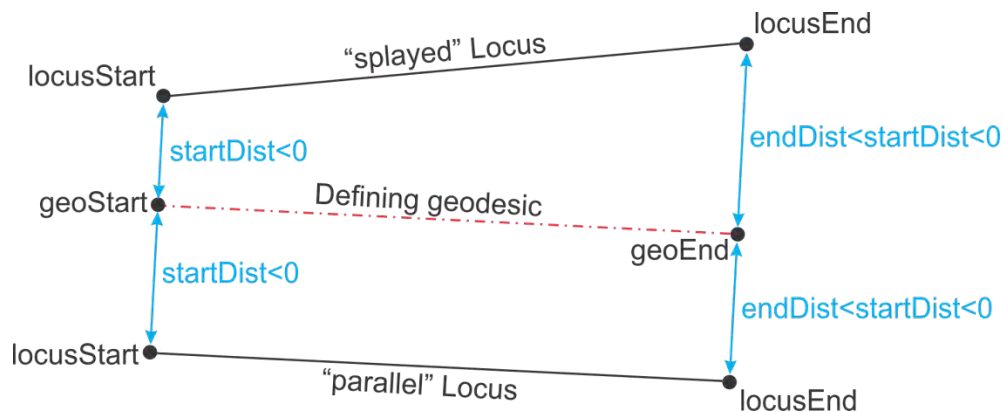 locusEnd
“splayed” Locus
locusStart
startDist<0
endDist<startDist<0
geoStart
Defining geodesic
geoEnd
startDist<0
endDist<startDist<0
locusStart
“parallel” Locus
locusEnd